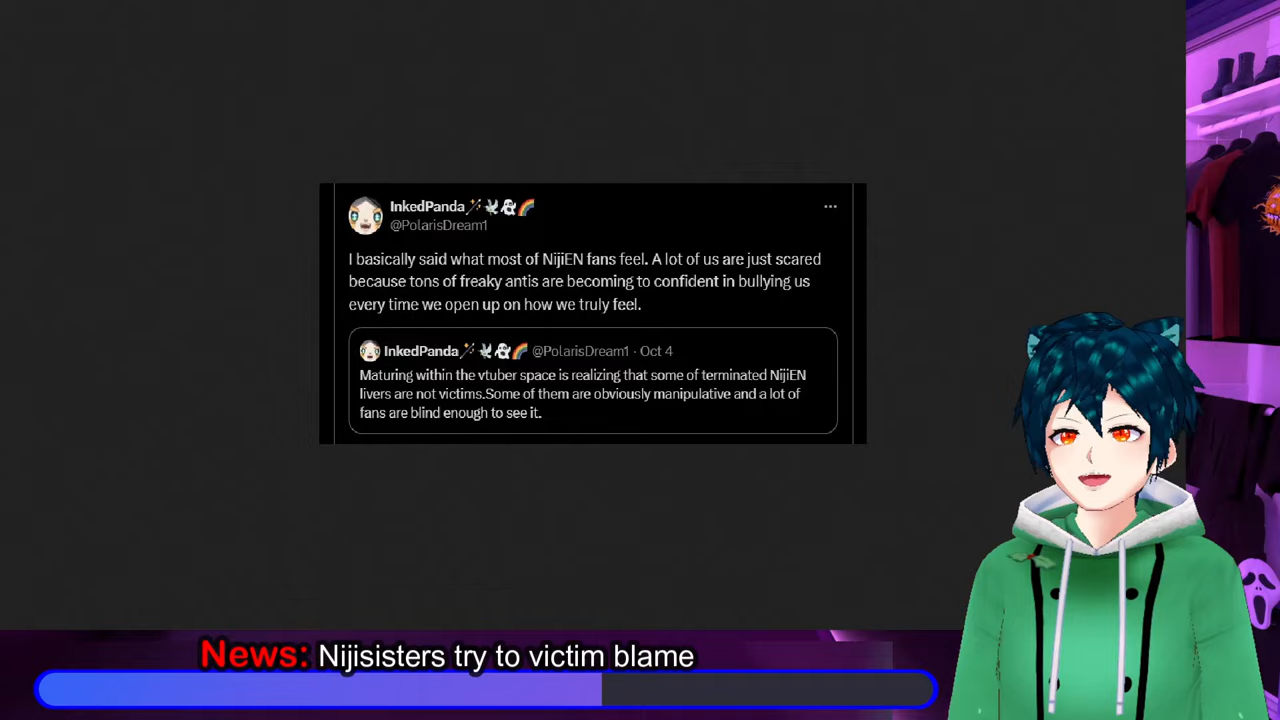 InkedPanda🪄🕊👻🌈
@PolarisDream1
I basically said what most of NijiEN fans feel. A lot of us are just scared
because tons of freaky antis are becoming to confident in bullying us
every time we open up on how we truly feel.
InkedPanda🪄🕊👻🌈 @PolarisDream1 · Oct 4
Maturing within the vtuber space is realizing that some of terminated NijiEN
livers are not victims.Some of them are obviously manipulative and a lot of
fans are blind enough to see it.
News: Nijisisters try to victim blame